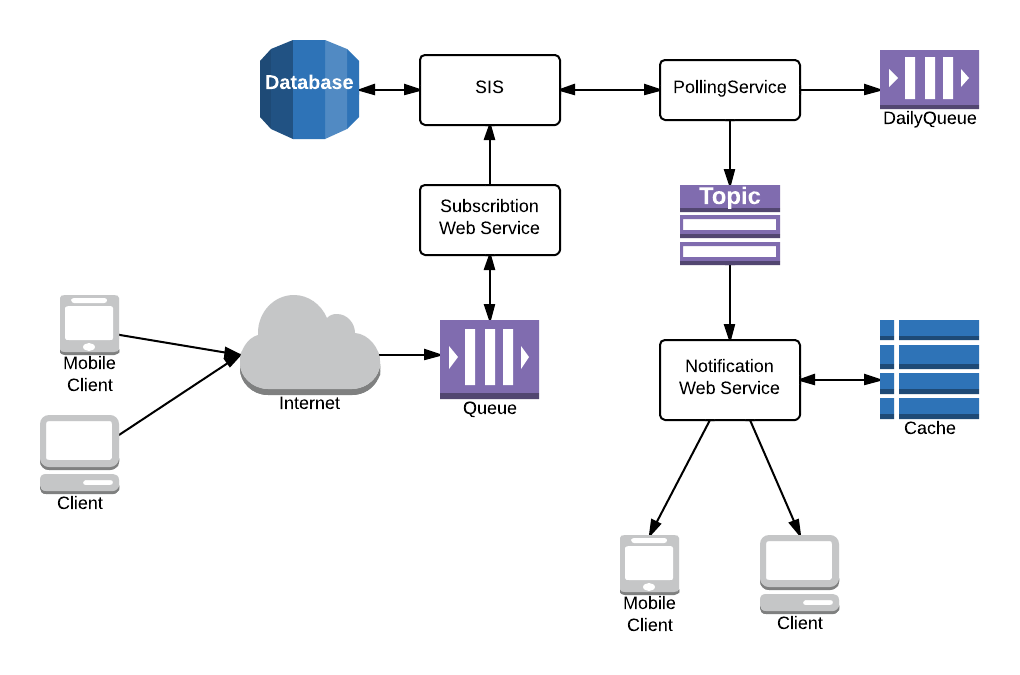 Database
SIS
PollingService
DailyQueue
Subscribtion
Web Service
Topic
Mobile
Client
Internet
Queue
Client
Notification
Web Service
Cache
Mobile
Client
Client